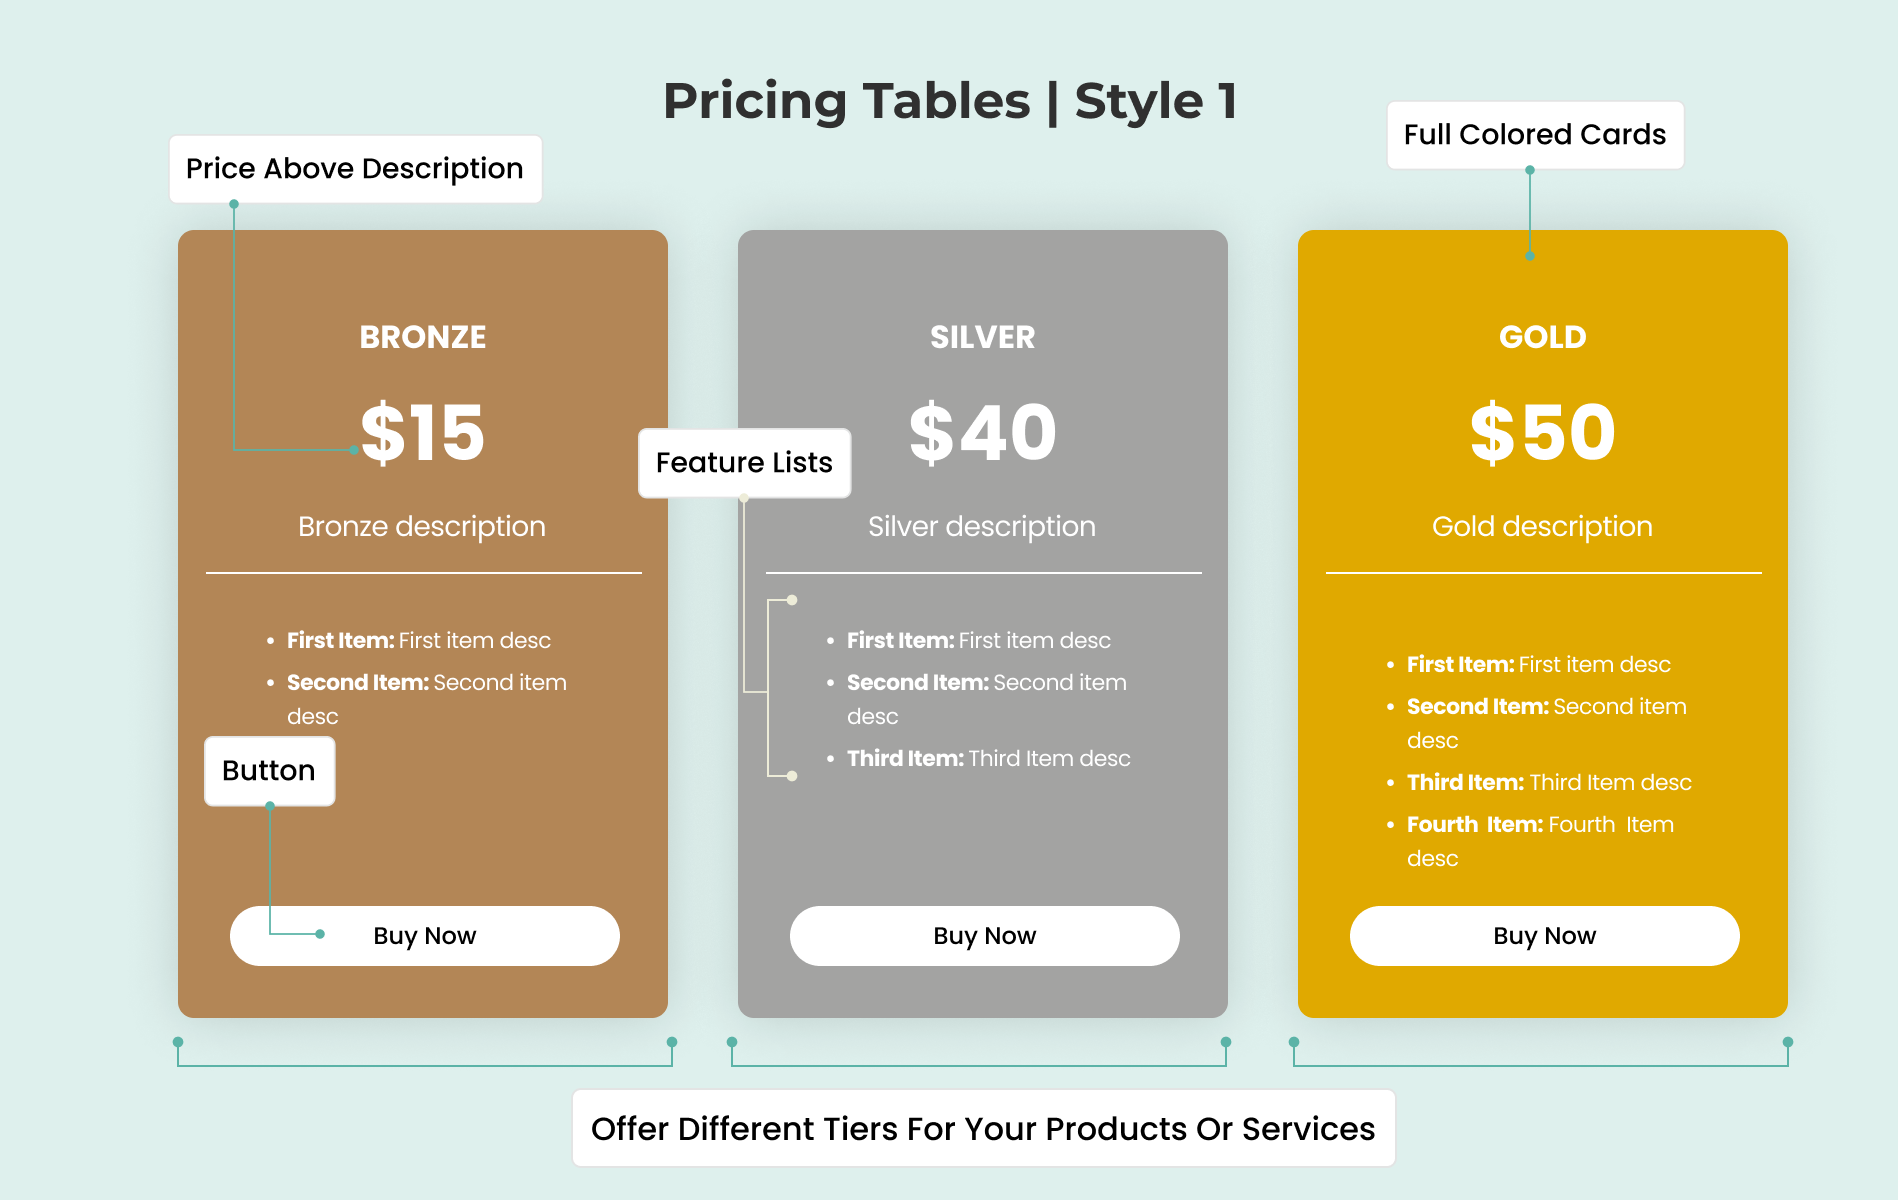 Pricing Tables | Style 1
Price Above Description
Full Colored Cards
BRONZE
$15
Bronze description
• First Item: First item desc
• Second Item: Second item
desc
Button
Buy Now
Feature Lists
SILVER
$40
Silver description
• First Item: First item desc
• Second Item: Second item
desc
• Third Item: Third Item desc
Buy Now
GOLD
$50
Gold description
• First Item: First item desc
• Second Item: Second item
desc
• Third Item: Third Item desc
• Fourth Item: Fourth Item
desc
Buy Now
Offer Different Tiers For Your Products Or Services